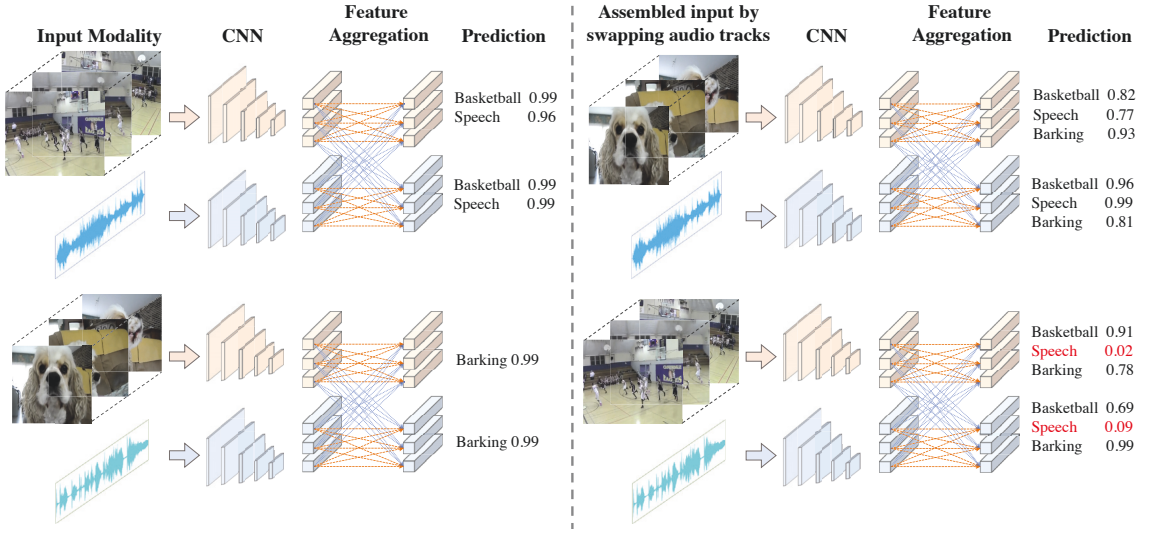 Input Modality
CNN
Feature
Aggregation
Prediction
Basketball 0.99
Speech 0.96
Basketball 0.99
Speech 0.99
Barking 0.99
Barking 0.99
Assembled input by
swapping audio tracks
CNN
Feature
Aggregation
Prediction
Basketball 0.82
Speech 0.77
Barking 0.93
Basketball 0.96
Speech 0.99
Barking 0.81
Basketball 0.91
Speech 0.02
Barking 0.78
Basketball 0.69
Speech 0.09
Barking 0.99